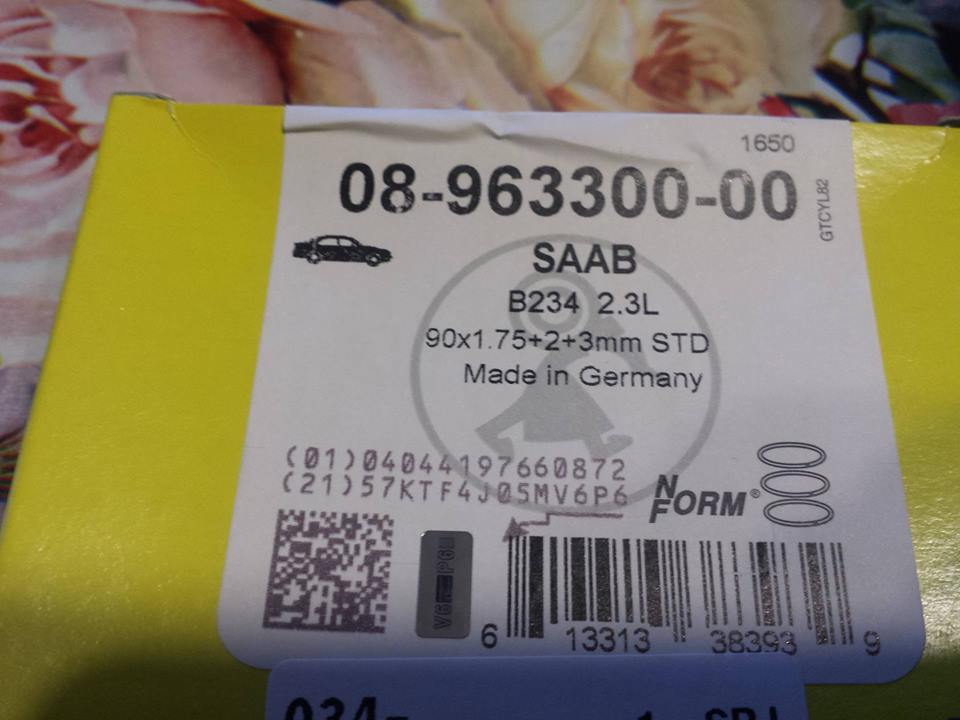 1650
08-963300-00
GTCYL82
SAAB
B234 2.3L
90x1.75+2+3mm STD
Made in Germany
(01)04044197660872
(21)57KTF4J05MV6P6
NFORM®
6 13313 38393 9
034-